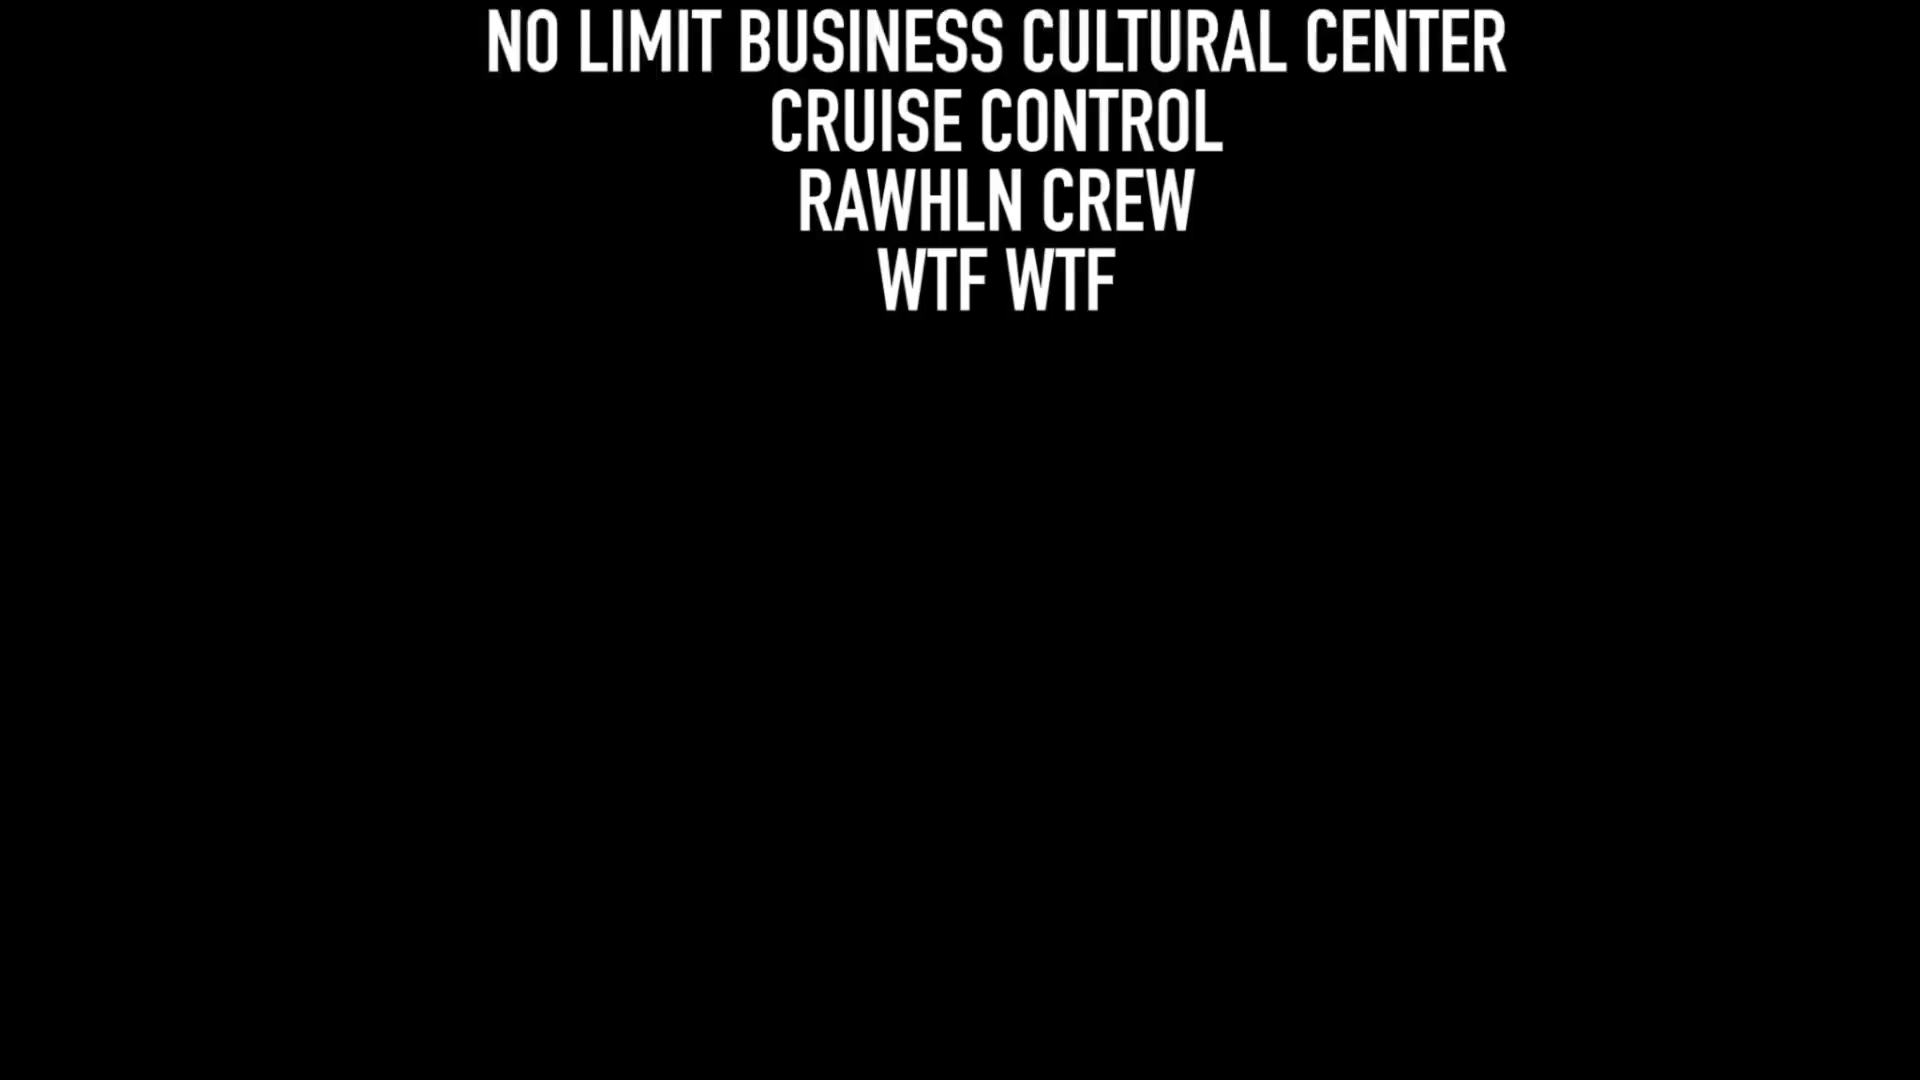 NO LIMIT BUSINESS CULTURAL CENTER
CRUISE CONTROL
RAWHLN CREW
WTF WTF